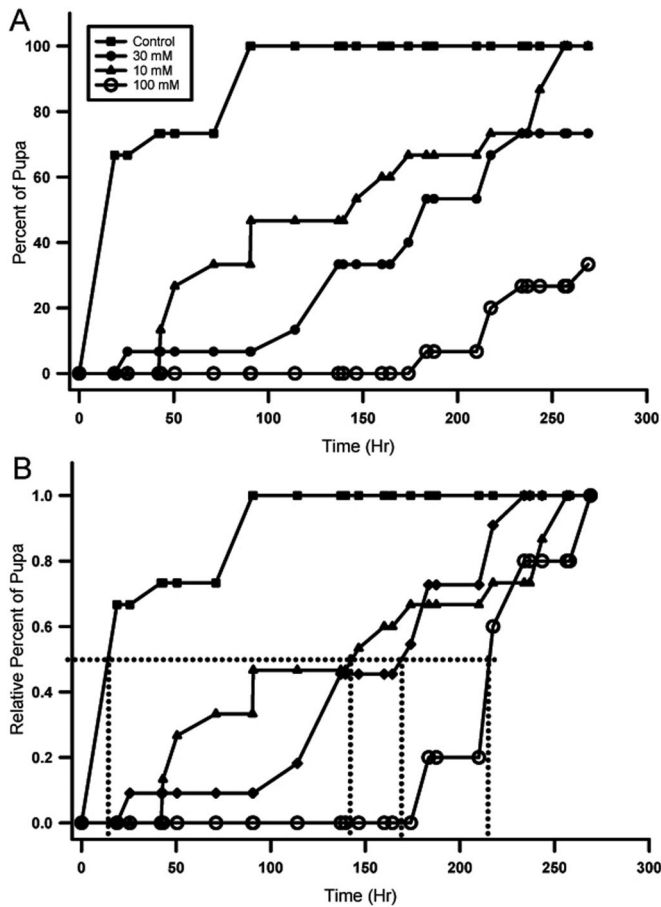 A
Control
30 mM
10 mM
100 mM
100
80
60
40
20
0
Percent of Pupa
0 50 100 150 200 250 300
Time (Hr)
B
1.0
0.8
0.6
0.4
0.2
0.0
Relative Percent of Pupa
0 50 100 150 200 250 300
Time (Hr)